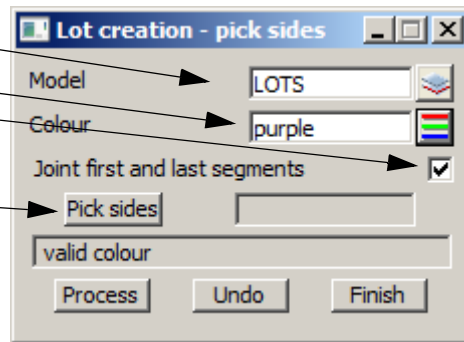 Lot creation - pick sides
Model LOTS
Colour purple
Joint first and last segments
Pick sides
valid colour
Process Undo Finish